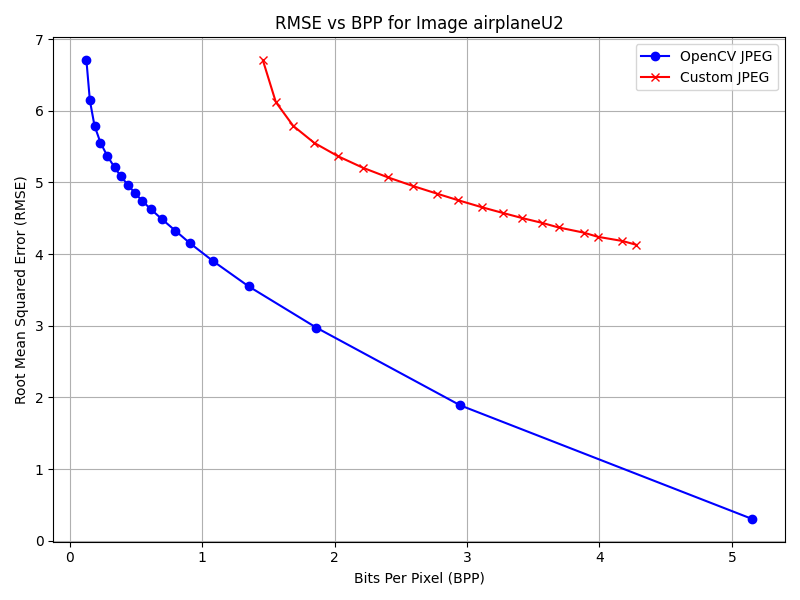 RMSE vs BPP for Image airplaneU2
OpenCV JPEG
Custom JPEG
Root Mean Squared Error (RMSE)
7
6
5
4
3
2
1
0
0 1 2 3 4 5
Bits Per Pixel (BPP)